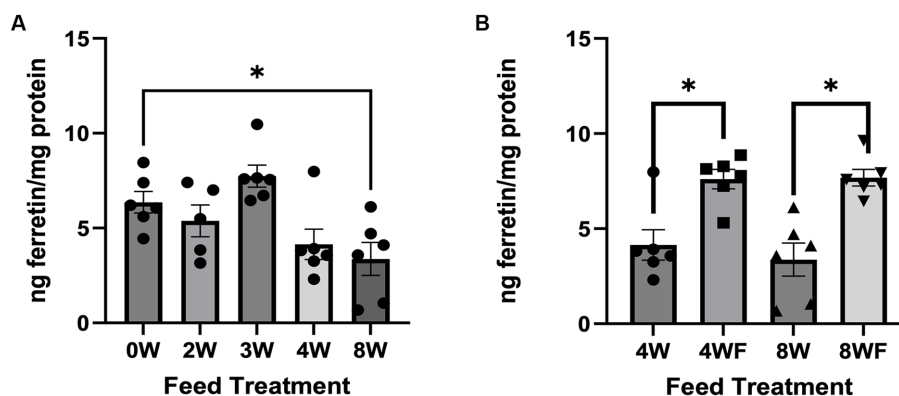 A
ng ferretin/mg protein
15
10
5
0
*
0W 2W 3W 4W 8W
Feed Treatment
B
ng ferretin/mg protein
15
10
5
0
* *
4W 4WF 8W 8WF
Feed Treatment